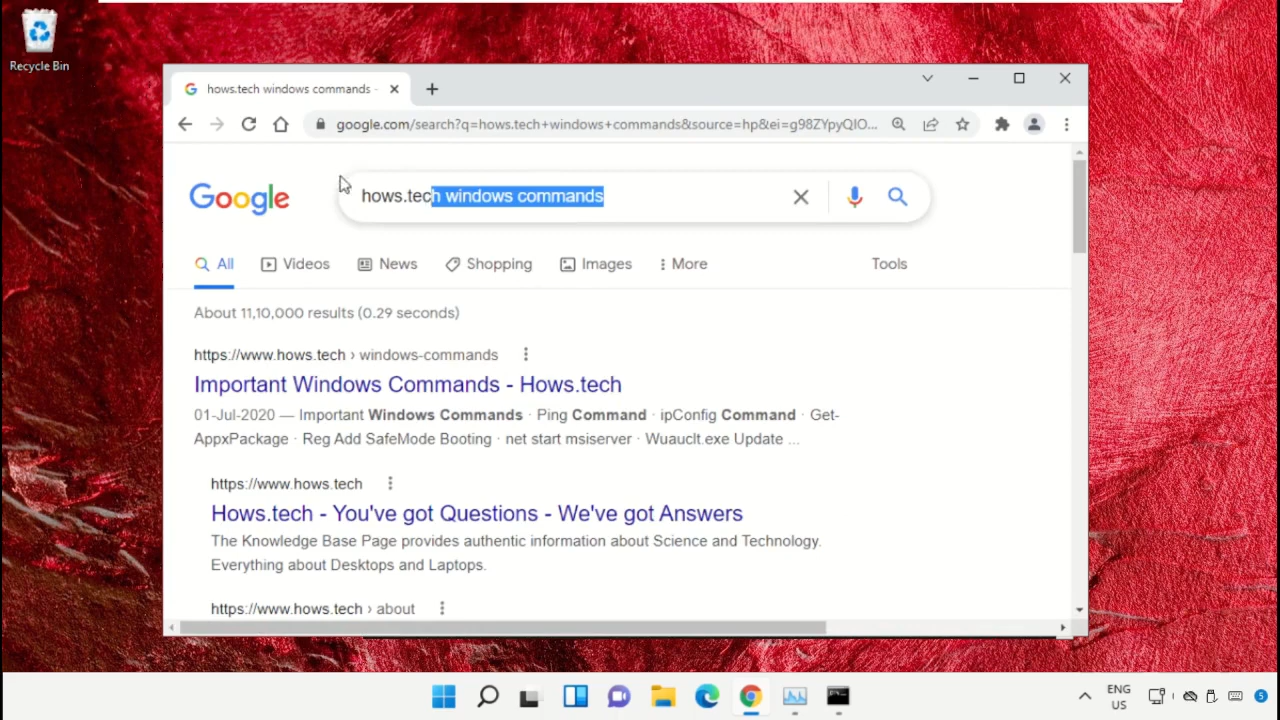 Recycle Bin
hows.tech windows commands -
google.com/search?q=hows.tech+windows+commands&source=hp&ei=g98ZYpyQIO...
Google
hows.tech windows commands
All Videos News Shopping Images More Tools
About 11,10,000 results (0.29 seconds)
https://www.hows.tech › windows-commands
Important Windows Commands - Hows.tech
01-Jul-2020 — Important Windows Commands · Ping Command · ipConfig Command · Get-
AppxPackage · Reg Add SafeMode Booting · net start msiserver · Wuauclt.exe Update ...
https://www.hows.tech
Hows.tech - You've got Questions - We've got Answers
The Knowledge Base Page provides authentic information about Science and Technology.
Everything about Desktops and Laptops.
https://www.hows.tech › about
ENG
US
5